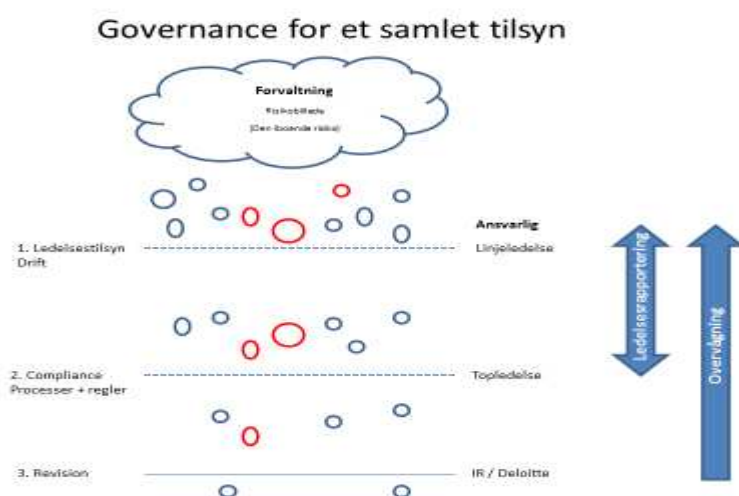 Governance for et samlet tilsyn
Forvaltning
Risikobillede
(Den iboende risiko)
Ansvarlig
1. Ledelsestilsyn
Drift
Linjeledelse
2. Compliance
Processer + regler
Topledelse
3. Revision
IR / Deloitte
Ledelsesrapportering
Overvågning